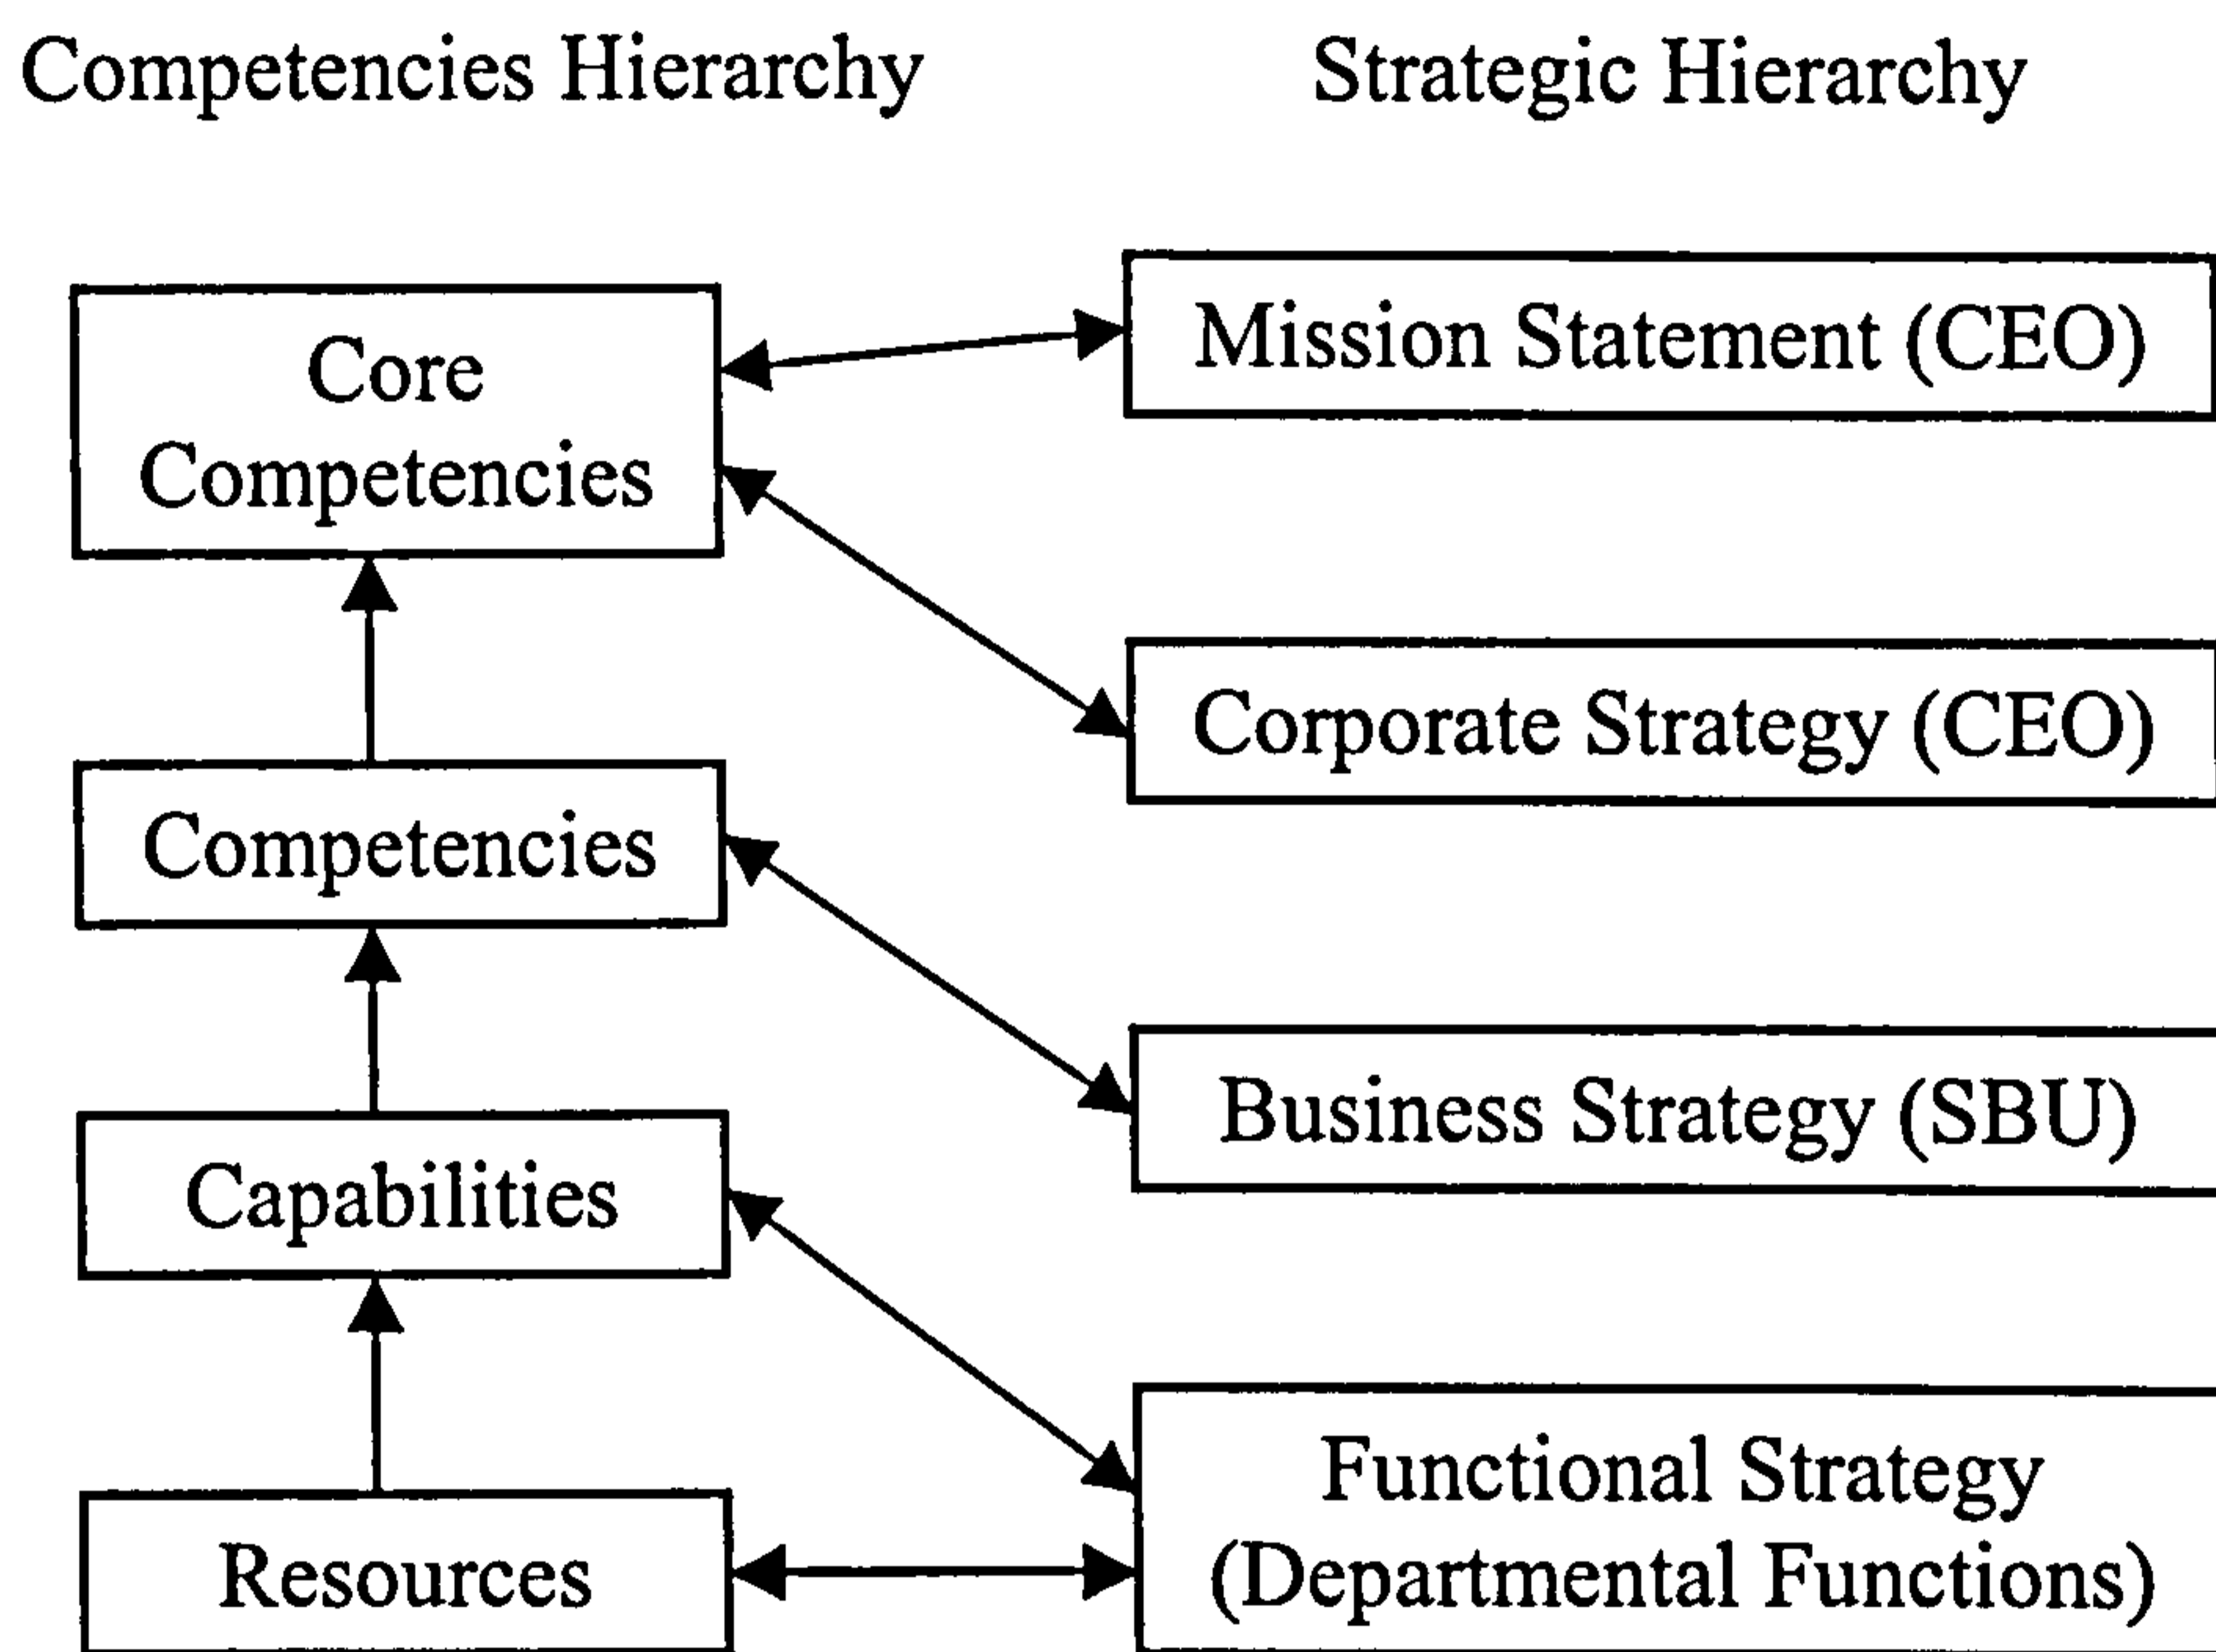 Competencies Hierarchy
Strategic Hierarchy
Core
Competencies
Mission Statement (CEO)
Corporate Strategy (CEO)
Competencies
Business Strategy (SBU)
Capabilities
Functional Strategy
(Departmental Functions)
Resources